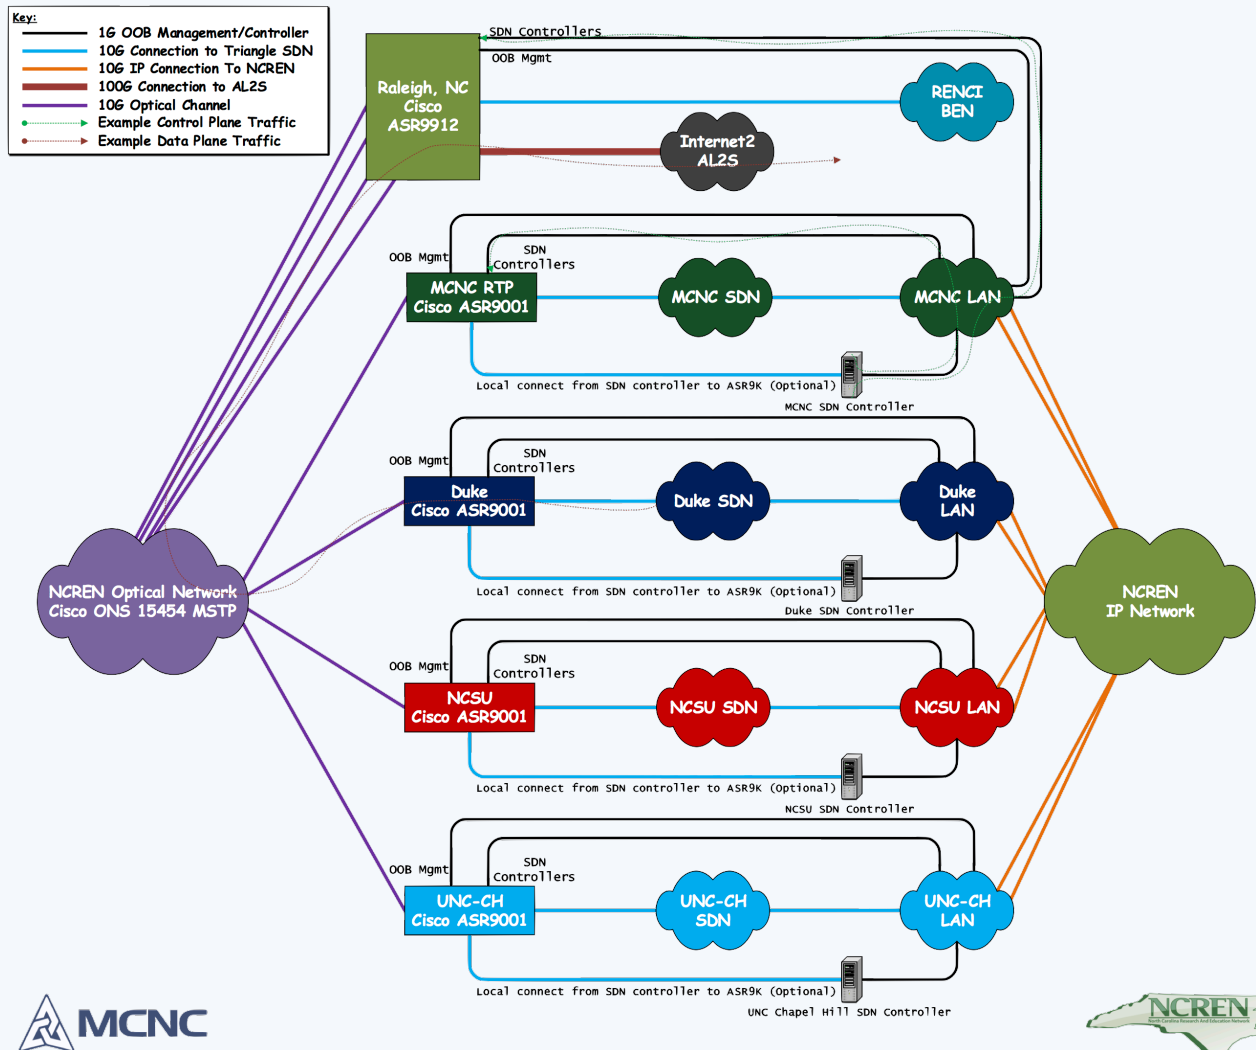 Key:
1G OOB Management/Controller
10G Connection to Triangle SDN
10G IP Connection To NCREN
100G Connection to AL2S
10G Optical Channel
Example Control Plane Traffic
Example Data Plane Traffic
SDN Controllers
OOB Mgmt
Raleigh, NC
Cisco
ASR9912
RENCI
BEN
Internet2
AL2S
OOB Mgmt
SDN
Controllers
MCNC RTP
Cisco ASR9001
MCNC SDN
MCNC LAN
Local connect from SDN controller to ASR9K (Optional)
MCNC SDN Controller
OOB Mgmt
SDN
Controllers
Duke
Cisco ASR9001
Duke SDN
Duke
LAN
Local connect from SDN controller to ASR9K (Optional)
Duke SDN Controller
NCREN Optical Network
Cisco ONS 15454 MSTP
NCREN
IP Network
OOB Mgmt
SDN
Controllers
NCSU
Cisco ASR9001
NCSU SDN
NCSU LAN
Local connect from SDN controller to ASR9K (Optional)
NCSU SDN Controller
OOB Mgmt
SDN
Controllers
UNC-CH
Cisco ASR9001
UNC-CH
SDN
UNC-CH
LAN
Local connect from SDN controller to ASR9K (Optional)
UNC Chapel Hill SDN Controller
MCNC
NCREN
North Carolina Research And Education Network